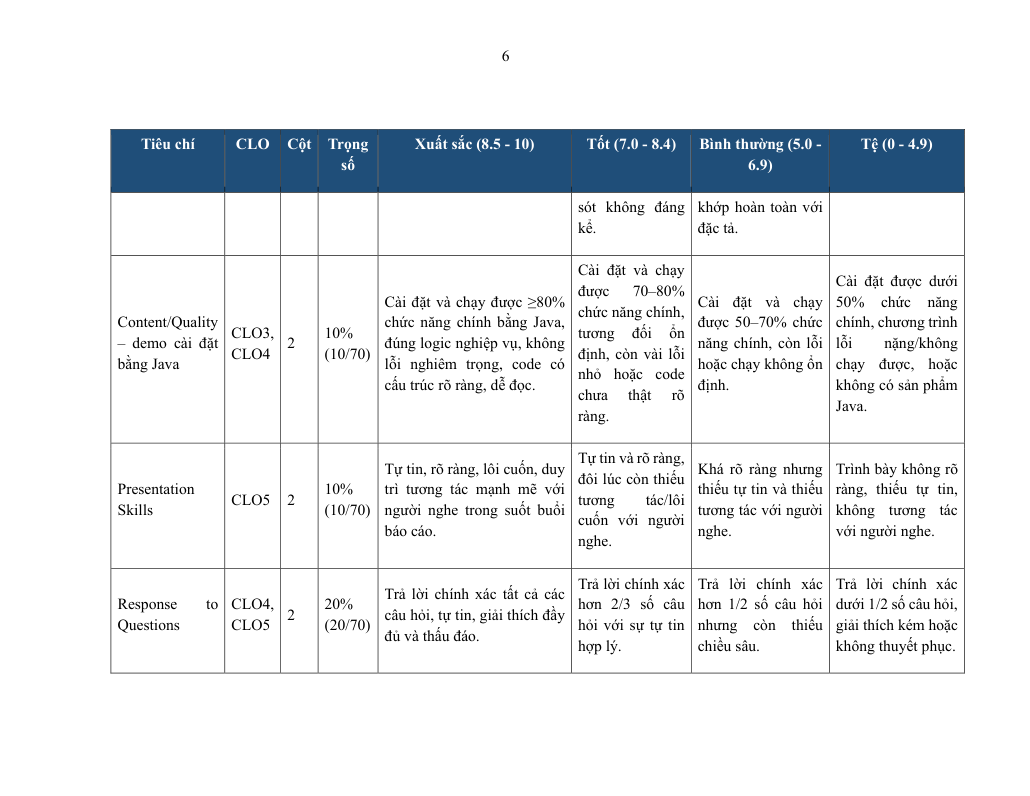 6
Tiêu chí
CLO
Cột
Trọng
số
Xuất sắc (8.5 - 10)
Tốt (7.0 - 8.4)
Bình thường (5.0 -
6.9)
Tệ (0 - 4.9)
sót không đáng
kể.
khớp hoàn toàn với
đặc tả.
Content/Quality
– demo cài đặt
bằng Java
CLO3,
CLO4
2
10%
(10/70)
Cài đặt và chạy được ≥80%
chức năng chính bằng Java,
đúng logic nghiệp vụ, không
lỗi nghiêm trọng, code có
cấu trúc rõ ràng, dễ đọc.
Cài đặt và chạy
được 70–80%
chức năng chính,
tương đối ổn
định, còn vài lỗi
nhỏ hoặc code
chưa thật rõ
ràng.
Cài đặt và chạy
được 50–70% chức
năng chính, còn lỗi
hoặc chạy không ổn
định.
Cài đặt được dưới
50% chức năng
chính, chương trình
lỗi nặng/không
chạy được, hoặc
không có sản phẩm
Java.
Presentation
Skills
CLO5
2
10%
(10/70)
Tự tin, rõ ràng, lôi cuốn, duy
trì tương tác mạnh mẽ với
người nghe trong suốt buổi
báo cáo.
Tự tin và rõ ràng,
đôi lúc còn thiếu
tương tác/lôi
cuốn với người
nghe.
Khá rõ ràng nhưng
thiếu tự tin và thiếu
tương tác với người
nghe.
Trình bày không rõ
ràng, thiếu tự tin,
không tương tác
với người nghe.
Response to
Questions
CLO4,
CLO5
2
20%
(20/70)
Trả lời chính xác tất cả các
câu hỏi, tự tin, giải thích đầy
đủ và thấu đáo.
Trả lời chính xác
hơn 2/3 số câu
hỏi với sự tự tin
hợp lý.
Trả lời chính xác
hơn 1/2 số câu hỏi
nhưng còn thiếu
chiều sâu.
Trả lời chính xác
dưới 1/2 số câu hỏi,
giải thích kém hoặc
không thuyết phục.